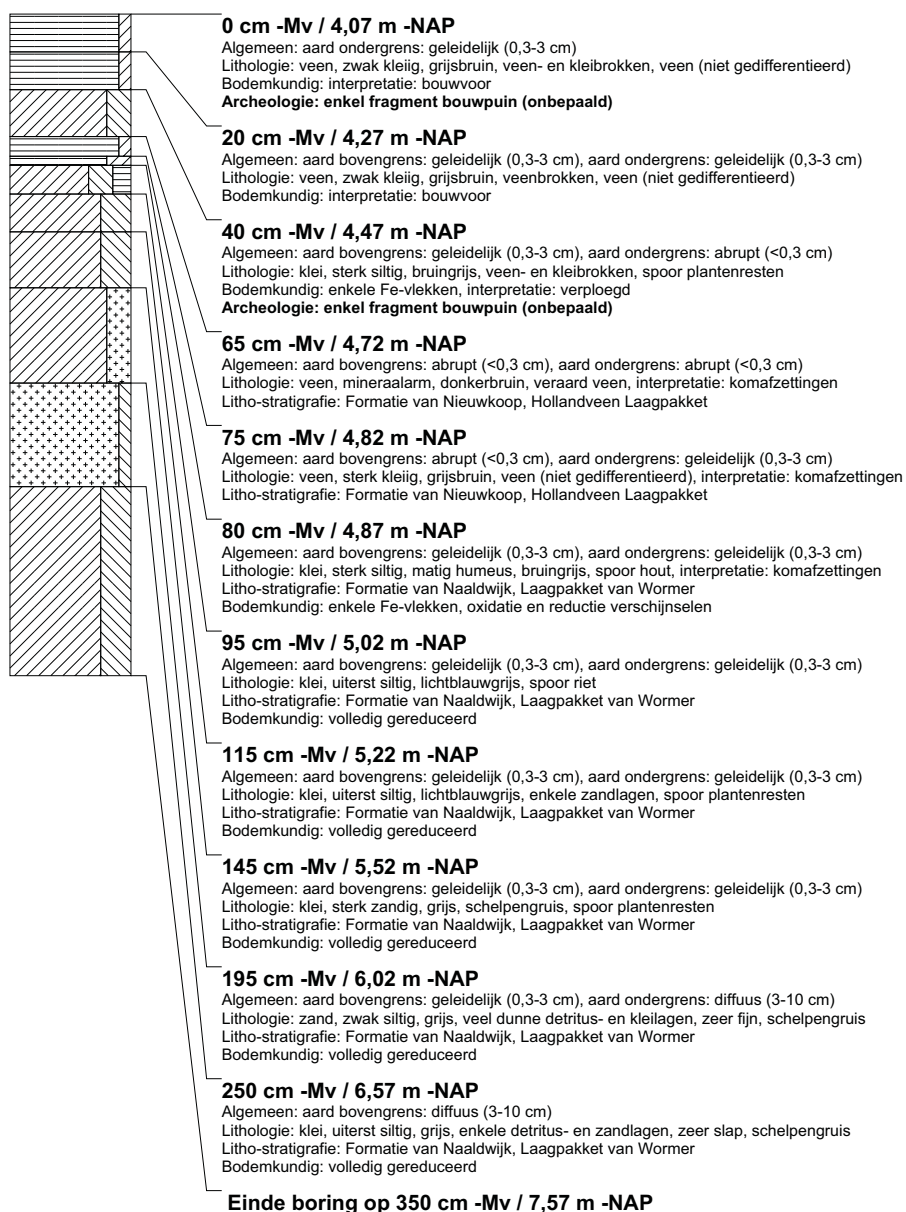 0 cm -Mv / 4,07 m -NAP
Algemeen: aard ondergrens: geleidelijk (0,3-3 cm)
Lithologie: veen, zwak kleiig, grijsbruin, veen- en kleibrokken, veen (niet gedifferentieerd)
Bodemkundig: interpretatie: bouwvoor
Archeologie: enkel fragment bouwpuin (onbepaald)
20 cm -Mv / 4,27 m -NAP
Algemeen: aard bovengrens: geleidelijk (0,3-3 cm), aard ondergrens: geleidelijk (0,3-3 cm)
Lithologie: veen, zwak kleiig, grijsbruin, veenbrokken, veen (niet gedifferentieerd)
Bodemkundig: interpretatie: bouwvoor
40 cm -Mv / 4,47 m -NAP
Algemeen: aard bovengrens: geleidelijk (0,3-3 cm), aard ondergrens: abrupt (<0,3 cm)
Lithologie: klei, sterk siltig, bruingrijs, veen- en kleibrokken, spoor plantenresten
Bodemkundig: enkele Fe-vlekken, interpretatie: verploegd
Archeologie: enkel fragment bouwpuin (onbepaald)
65 cm -Mv / 4,72 m -NAP
Algemeen: aard bovengrens: abrupt (<0,3 cm), aard ondergrens: abrupt (<0,3 cm)
Lithologie: veen, mineraalarm, donkerbruin, veraard veen, interpretatie: komafzettingen
Litho-stratigrafie: Formatie van Nieuwkoop, Hollandveen Laagpakket
75 cm -Mv / 4,82 m -NAP
Algemeen: aard bovengrens: abrupt (<0,3 cm), aard ondergrens: geleidelijk (0,3-3 cm)
Lithologie: veen, sterk kleiig, grijsbruin, veen (niet gedifferentieerd), interpretatie: komafzettingen
Litho-stratigrafie: Formatie van Nieuwkoop, Hollandveen Laagpakket
80 cm -Mv / 4,87 m -NAP
Algemeen: aard bovengrens: geleidelijk (0,3-3 cm), aard ondergrens: geleidelijk (0,3-3 cm)
Lithologie: klei, sterk siltig, matig humeus, bruingrijs, spoor hout, interpretatie: komafzettingen
Litho-stratigrafie: Formatie van Naaldwijk, Laagpakket van Wormer
Bodemkundig: enkele Fe-vlekken, oxidatie en reductie verschijnselen
95 cm -Mv / 5,02 m -NAP
Algemeen: aard bovengrens: geleidelijk (0,3-3 cm), aard ondergrens: geleidelijk (0,3-3 cm)
Lithologie: klei, uiterst siltig, lichtblauwgrijs, spoor riet
Litho-stratigrafie: Formatie van Naaldwijk, Laagpakket van Wormer
Bodemkundig: volledig gereduceerd
115 cm -Mv / 5,22 m -NAP
Algemeen: aard bovengrens: geleidelijk (0,3-3 cm), aard ondergrens: geleidelijk (0,3-3 cm)
Lithologie: klei, uiterst siltig, lichtblauwgrijs, enkele zandlagen, spoor plantenresten
Litho-stratigrafie: Formatie van Naaldwijk, Laagpakket van Wormer
Bodemkundig: volledig gereduceerd
145 cm -Mv / 5,52 m -NAP
Algemeen: aard bovengrens: geleidelijk (0,3-3 cm), aard ondergrens: geleidelijk (0,3-3 cm)
Lithologie: klei, sterk zandig, grijs, schelpengruis, spoor plantenresten
Litho-stratigrafie: Formatie van Naaldwijk, Laagpakket van Wormer
Bodemkundig: volledig gereduceerd
195 cm -Mv / 6,02 m -NAP
Algemeen: aard bovengrens: geleidelijk (0,3-3 cm), aard ondergrens: diffuus (3-10 cm)
Lithologie: zand, zwak siltig, grijs, veel dunne detritus- en kleilagen, zeer fijn, schelpengruis
Litho-stratigrafie: Formatie van Naaldwijk, Laagpakket van Wormer
Bodemkundig: volledig gereduceerd
250 cm -Mv / 6,57 m -NAP
Algemeen: aard bovengrens: diffuus (3-10 cm)
Lithologie: klei, uiterst siltig, grijs, enkele detritus- en zandlagen, zeer slap, schelpengruis
Litho-stratigrafie: Formatie van Naaldwijk, Laagpakket van Wormer
Bodemkundig: volledig gereduceerd
Einde boring op 350 cm -Mv / 7,57 m -NAP